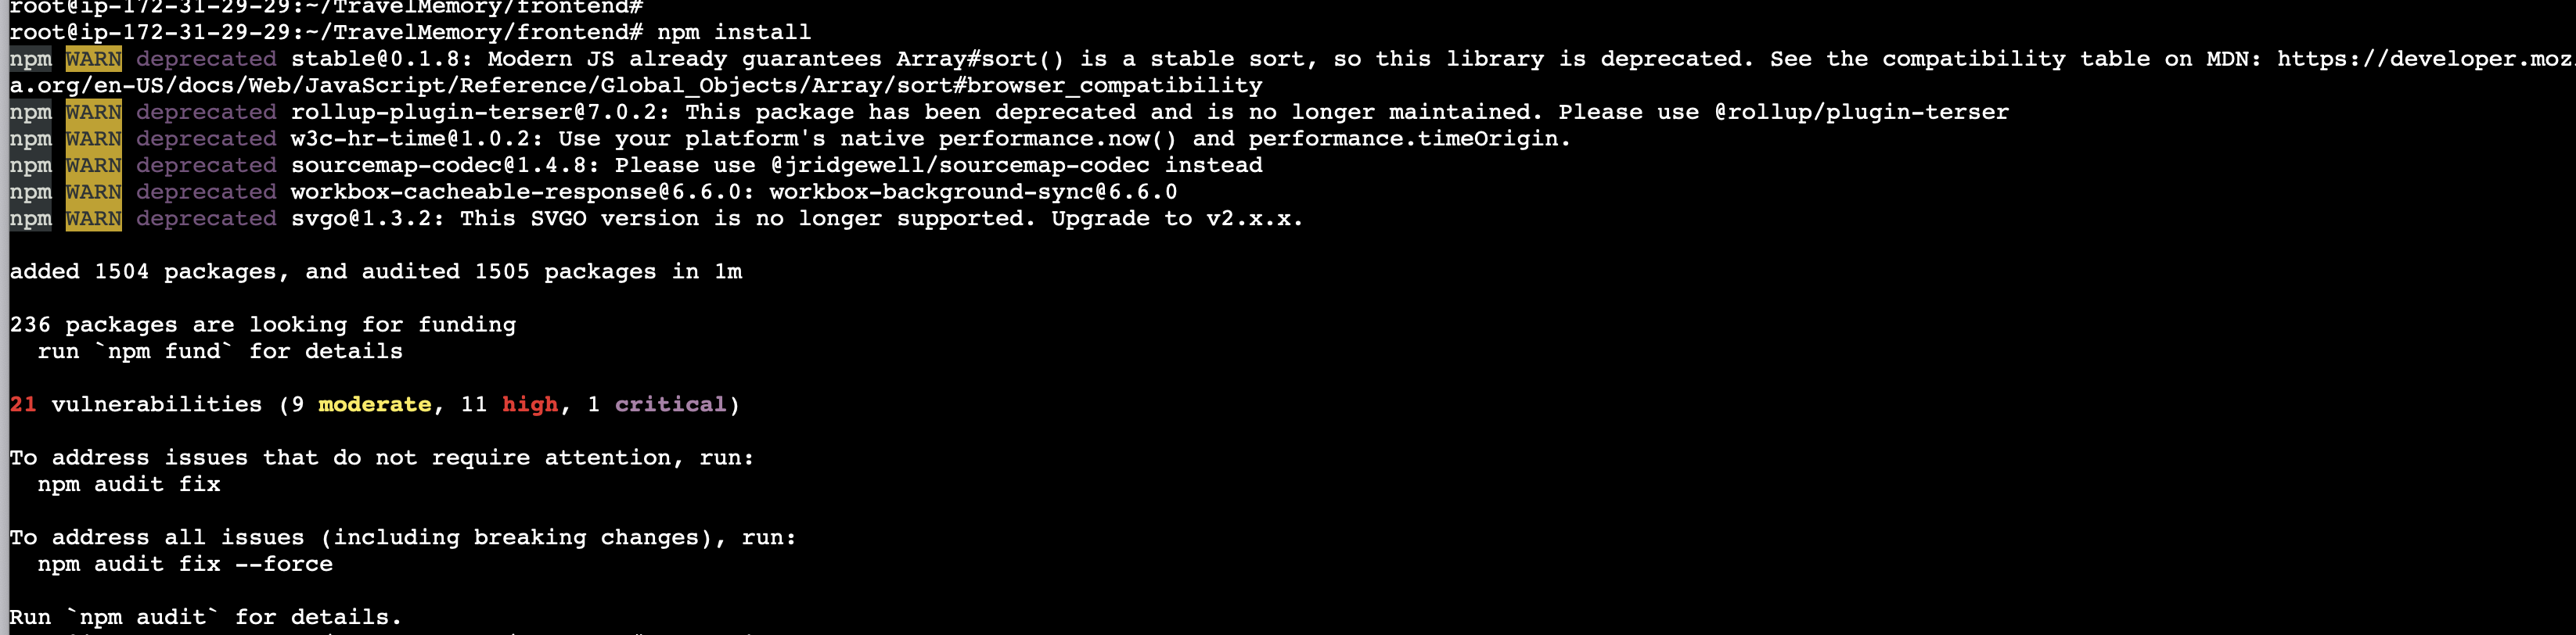 root@ip-172-31-29-29:~/TravelMemory/frontend#
root@ip-172-31-29-29:~/TravelMemory/frontend# npm install
npm WARN deprecated stable@0.1.8: Modern JS already guarantees Array#sort() is a stable sort, so this library is deprecated. See the compatibility table on MDN: https://developer.moz
a.org/en-US/docs/Web/JavaScript/Reference/Global_Objects/Array/sort#browser_compatibility
npm WARN deprecated rollup-plugin-terser@7.0.2: This package has been deprecated and is no longer maintained. Please use @rollup/plugin-terser
npm WARN deprecated w3c-hr-time@1.0.2: Use your platform's native performance.now() and performance.timeOrigin.
npm WARN deprecated sourcemap-codec@1.4.8: Please use @jridgewell/sourcemap-codec instead
npm WARN deprecated workbox-cacheable-response@6.6.0: workbox-background-sync@6.6.0
npm WARN deprecated svgo@1.3.2: This SVGO version is no longer supported. Upgrade to v2.x.x.
added 1504 packages, and audited 1505 packages in 1m
236 packages are looking for funding
run `npm fund` for details
21 vulnerabilities (9 moderate, 11 high, 1 critical)
To address issues that do not require attention, run:
npm audit fix
To address all issues (including breaking changes), run:
npm audit fix --force
Run `npm audit` for details.